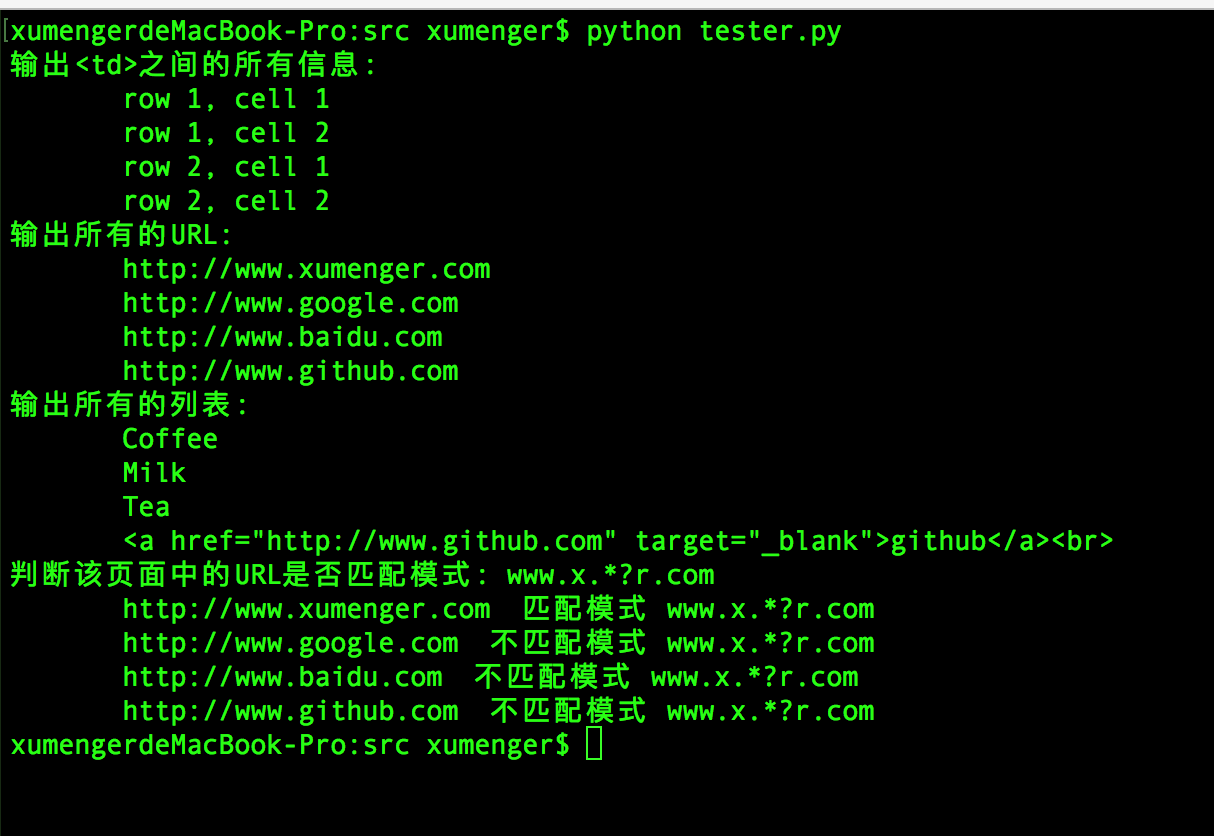 [xumengerdeMacBook-Pro:src xumenger$ python tester.py
输出<td>之间的所有信息:
row 1, cell 1
row 1, cell 2
row 2, cell 1
row 2, cell 2
输出所有的URL:
http://www.xumenger.com
http://www.google.com
http://www.baidu.com
http://www.github.com
输出所有的列表:
Coffee
Milk
Tea
<a href="http://www.github.com" target="_blank">github</a><br>
判断该页面中的URL是否匹配模式: www.x.*?r.com
http://www.xumenger.com 匹配模式 www.x.*?r.com
http://www.google.com 不匹配模式 www.x.*?r.com
http://www.baidu.com 不匹配模式 www.x.*?r.com
http://www.github.com 不匹配模式 www.x.*?r.com
xumengerdeMacBook-Pro:src xumenger$